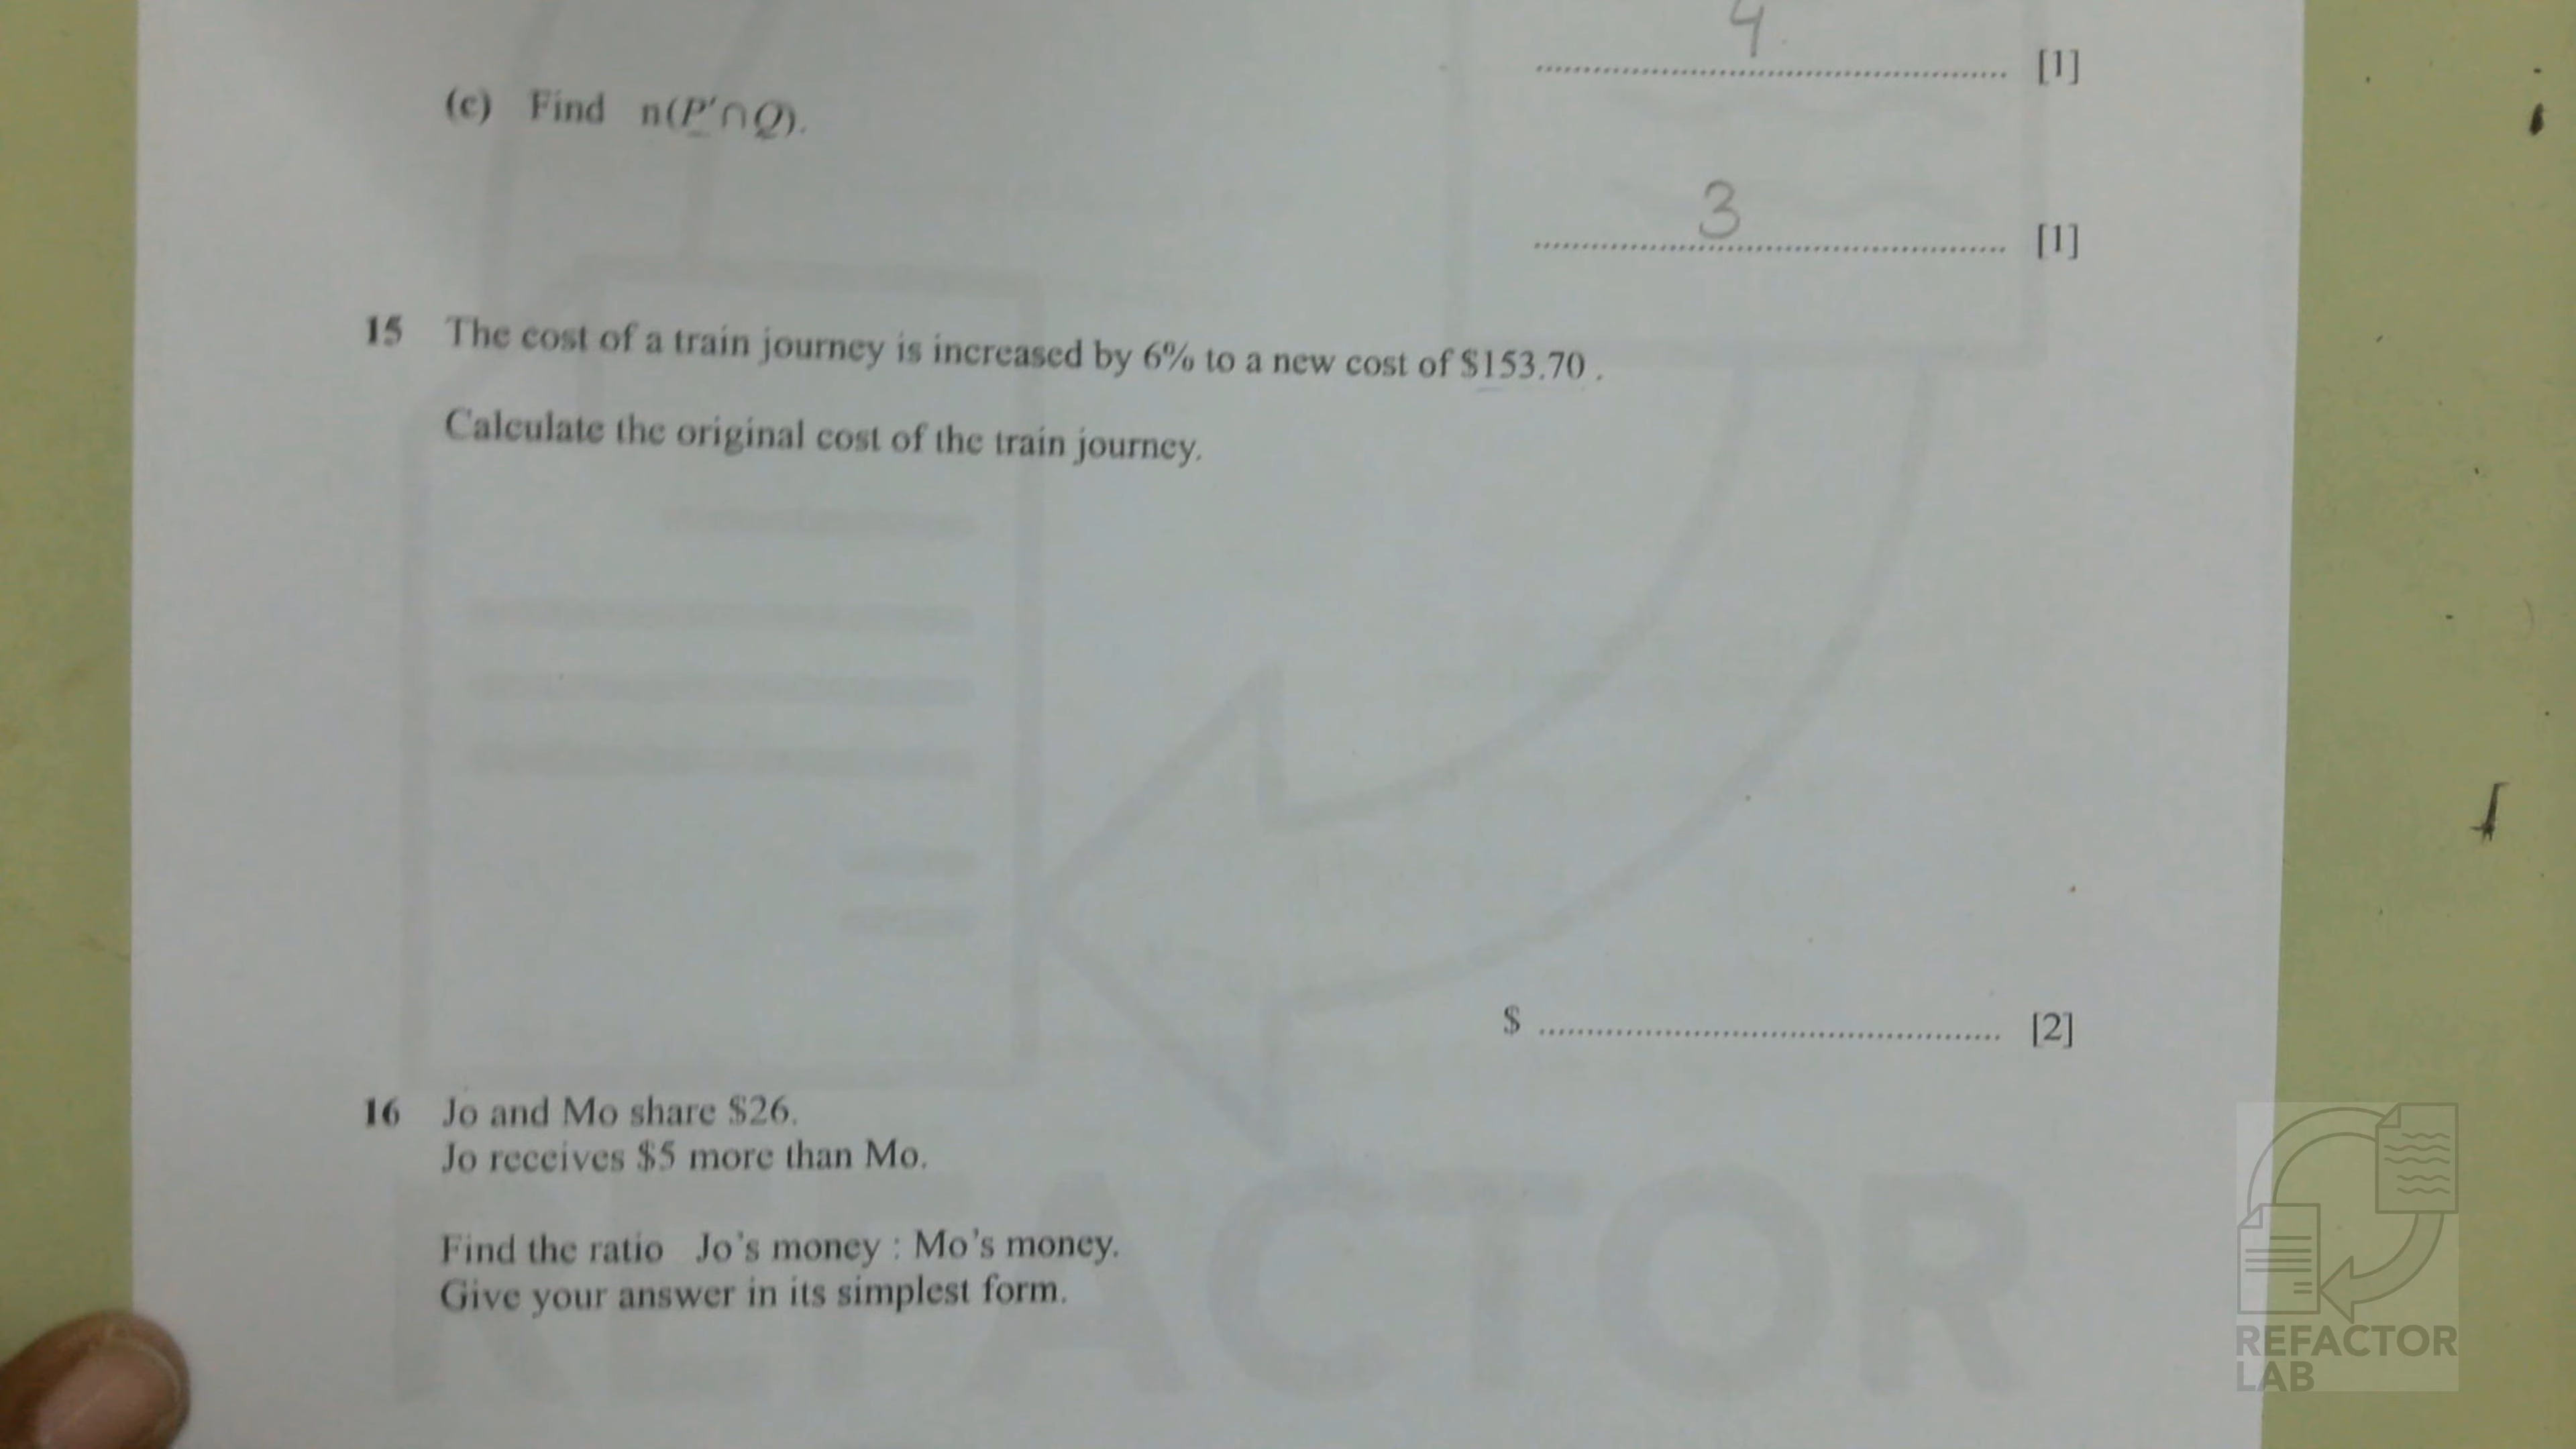 4
[1]
(c) Find n(P′∩Q).
3
[1]
15 The cost of a train journey is increased by 6% to a new cost of $153.70 .
Calculate the original cost of the train journey.
$ [2]
16 Jo and Mo share $26.
Jo receives $5 more than Mo.
Find the ratio Jo's money : Mo's money.
Give your answer in its simplest form.
REFACTOR
REFACTOR
LAB